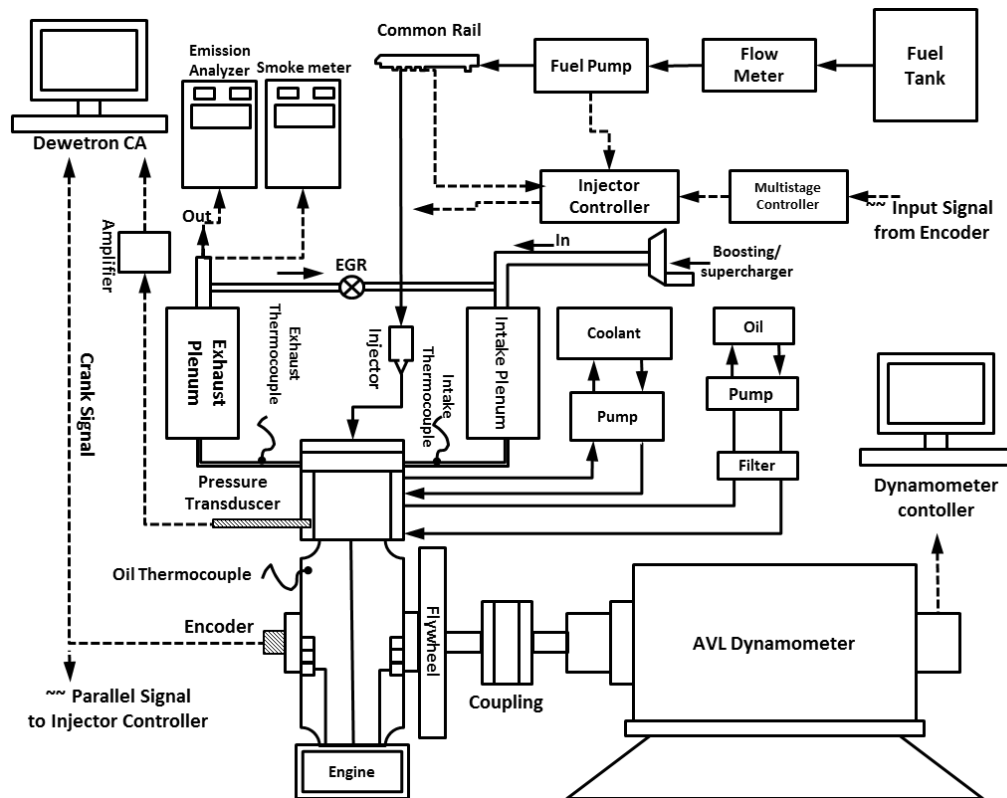 Common Rail
Emission
Analyzer
Smoke meter
Fuel Pump
Flow
Meter
Fuel
Tank
Dewetron CA
Injector
Controller
Multistage
Controller
~~ Input Signal
from Encoder
Out
Amplifier
In
Boosting/
supercharger
EGR
Exhaust
Plenum
Exhaust
Thermocouple
Injector
Intake
Thermocouple
Intake Plenum
Coolant
Pump
Oil
Pump
Filter
Crank Signal
Pressure
Transduscer
Dynamometer
contoller
Oil Thermocouple
Encoder
Flywheel
AVL Dynamometer
Coupling
~~ Parallel Signal
to Injector Controller
Engine